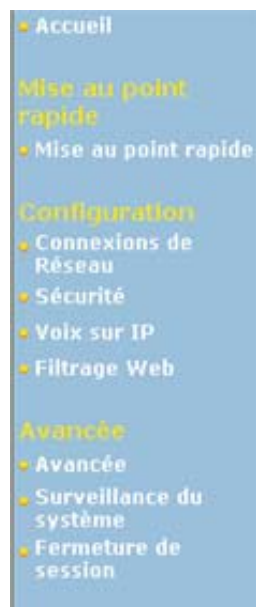 Accueil
Mise au point
rapide
Mise au point rapide
Configuration
Connexions de
Réseau
Sécurité
Voix sur IP
Filtrage Web
Avancée
Avancée
Surveillance du
système
Fermeture de
session